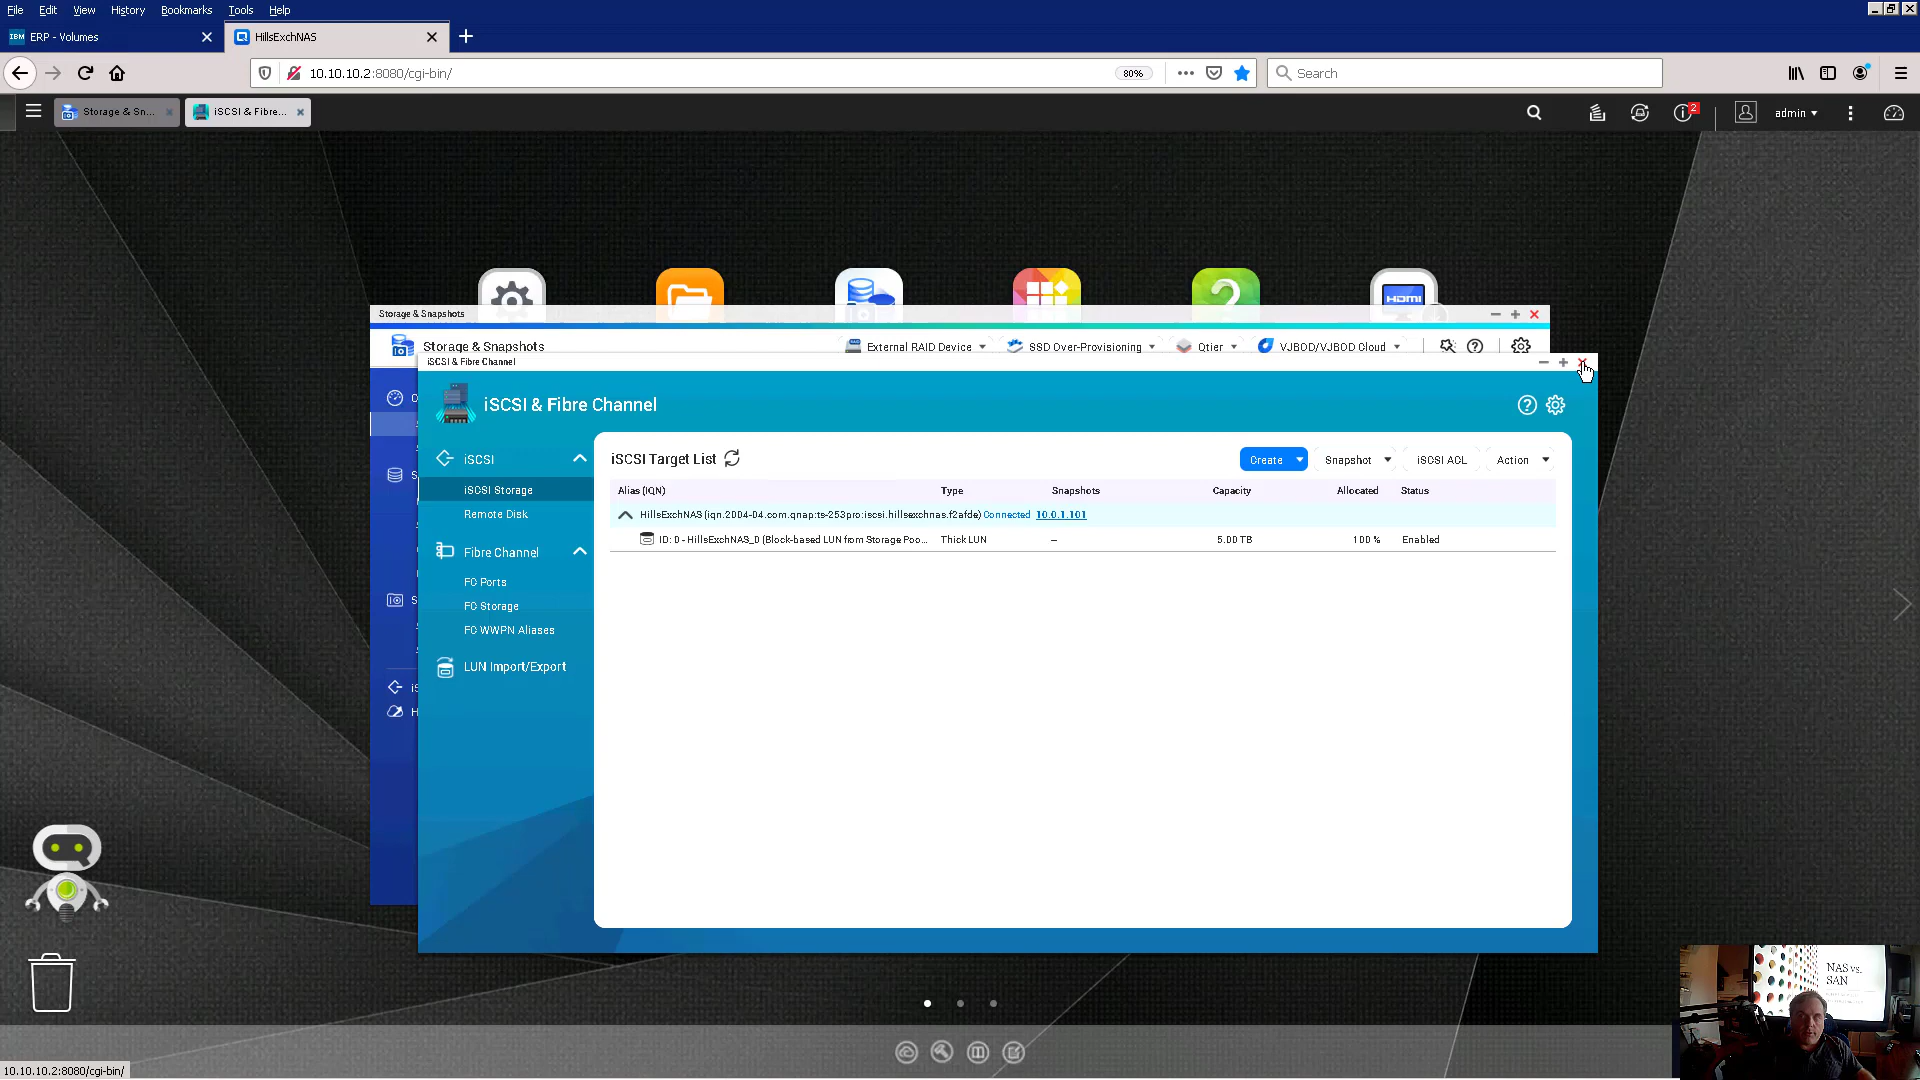 File Edit View History Bookmarks Tools Help
IBM ERP - Volumes
HillsExchNAS
10.10.10.2:8080/cgi-bin/
80%
Search
Storage & Sn...
iSCSI & Fibre...
2
admin
HDMI
Storage & Snapshots
Storage & Snapshots
External RAID Device
SSD Over-Provisioning
Qtier
VJBOD/VJBOD Cloud
iSCSI & Fibre Channel
iSCSI & Fibre Channel
iSCSI
iSCSI Storage
Remote Disk
Fibre Channel
FC Ports
FC Storage
FC WWPN Aliases
LUN Import/Export
iSCSI Target List
Create
Snapshot
iSCSI ACL
Action
Alias (IQN) Type Snapshots Capacity Allocated Status
HillsExchNAS (iqn.2004-04.com.qnap:ts-253pro:iscsi.hillsexchnas.f2afde) Connected 10.0.1.101
ID: 0 - HillsExchNAS_0 (Block-based LUN from Storage Poo... Thick LUN -- 5.00 TB 100 % Enabled
NAS vs.
SAN
10.10.10.2:8080/cgi-bin/